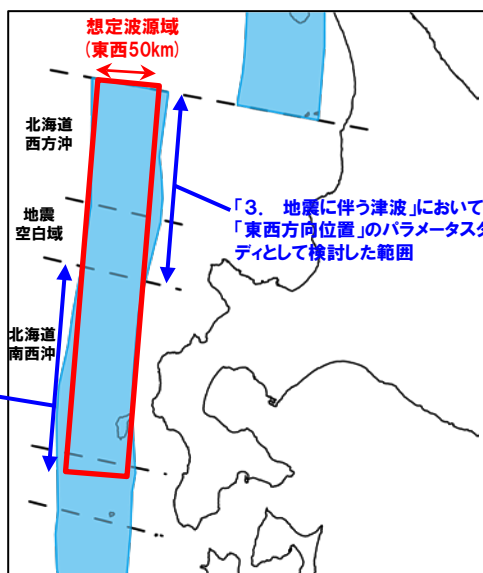 想定波源域
(東西50km)
北海道
西方沖
地震
空白域
北海道
南西沖
「3. 地震に伴う津波」において
「東西方向位置」のパラメータスタ
ディとして検討した範囲